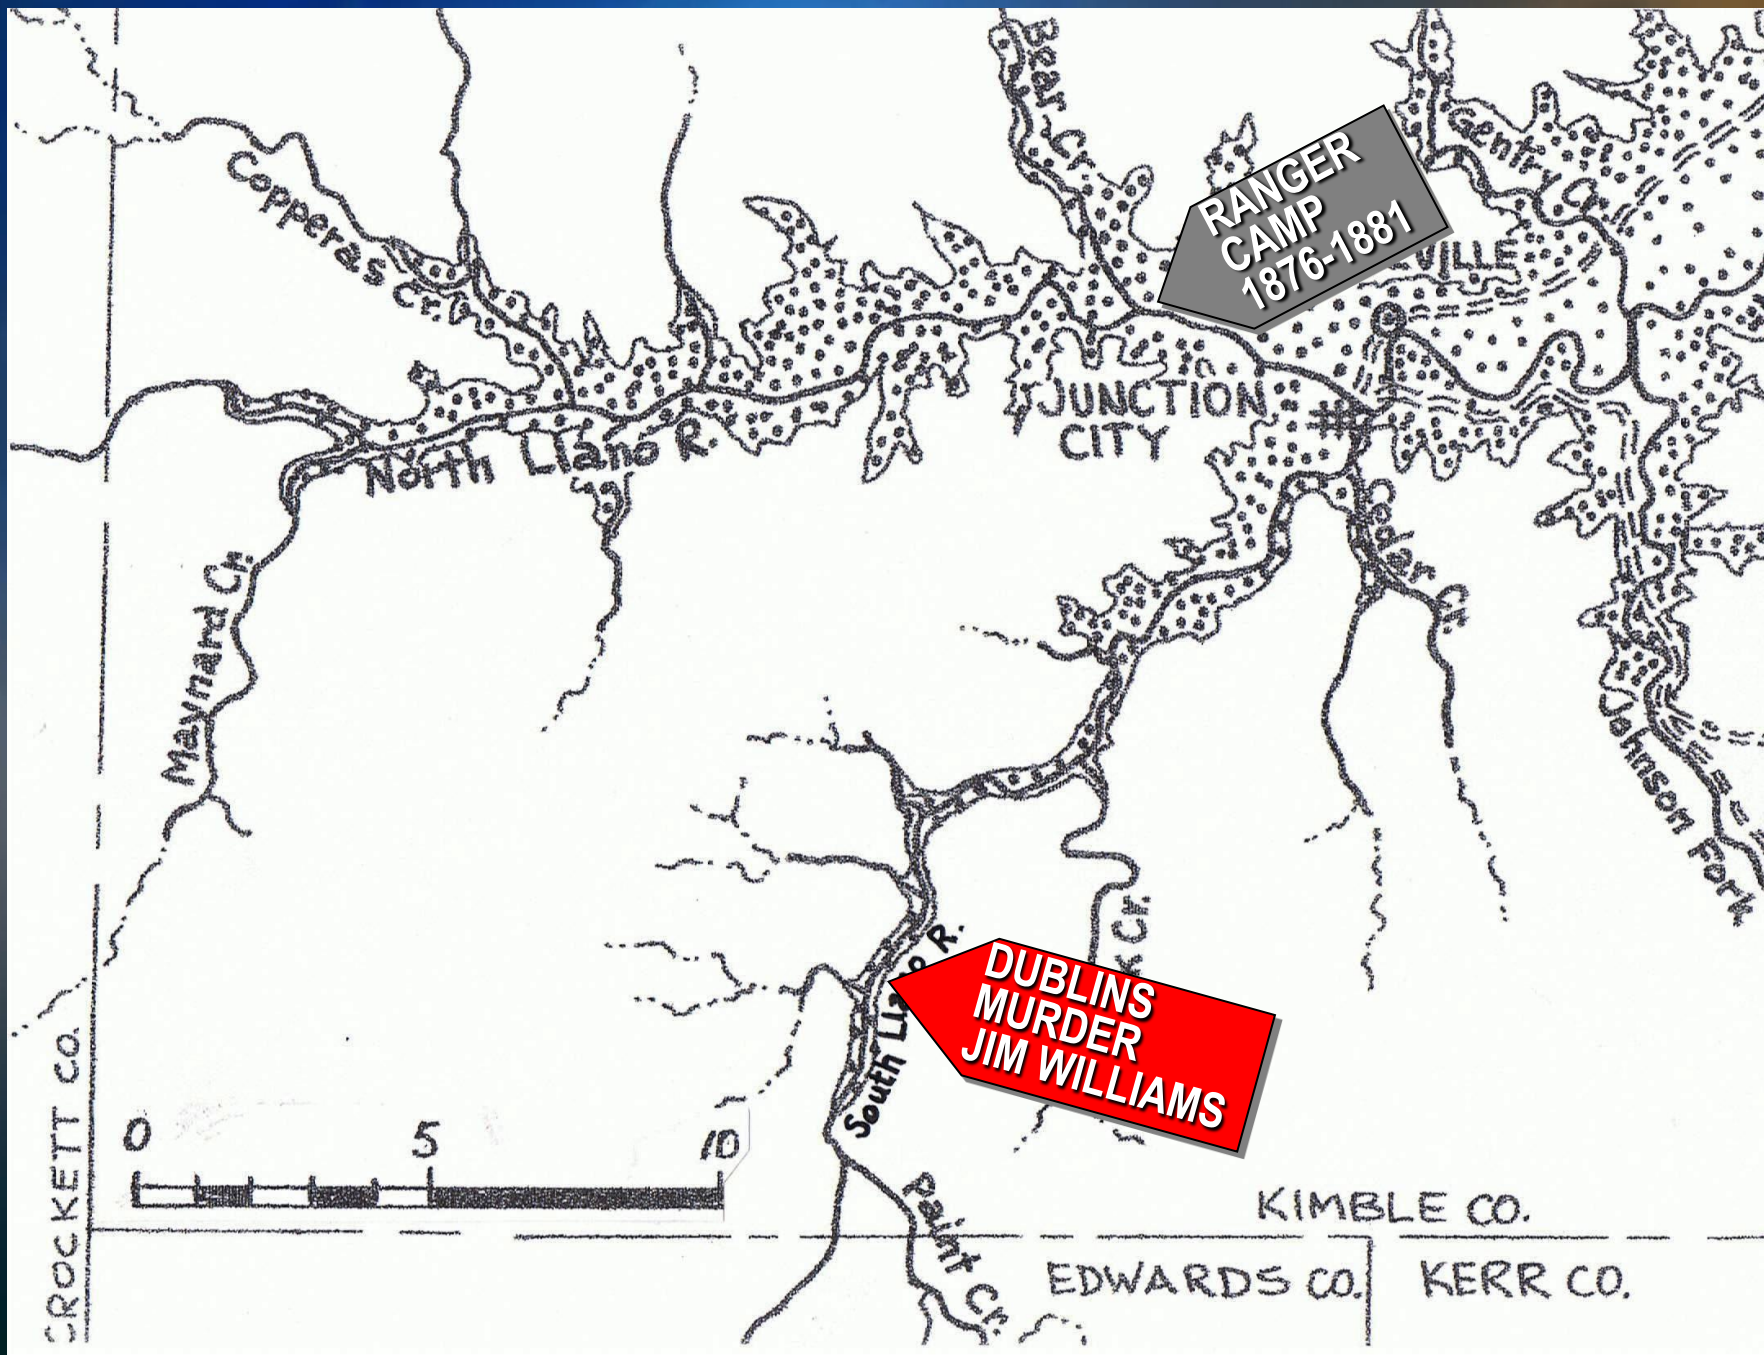 Bear Cr.
Gentry Cr.
RANGER
CAMP
1876-1881
VILLE
Copperas Cr.
JUNCTION
CITY
North Llano R.
Cedar Cr.
Maynard Cr.
Johnson Fork
K Cr.
South Llano R.
DUBLINS
MURDER
JIM WILLIAMS
0 5 10
CROCKETT CO.
Paint Cr.
KIMBLE CO.
EDWARDS CO.
KERR CO.